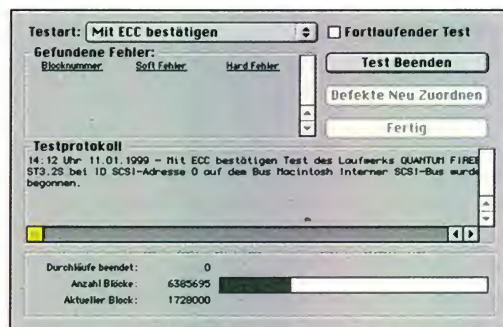 Testart: Mit ECC bestätigen
Fortlaufender Test
Gefundene Fehler:
Blocknummer Soft Fehler Hard Fehler
Test Beenden
Defekte Neu Zuordnen
Fertig
Testprotokoll
14:12 Uhr 11.01.1999 - Mit ECC bestätigen Test des Laufwerks QUANTUM FIREB
ST3.2S bei ID SCSI-Adresse 0 auf dem Bus Macintosh Interner SCSI-Bus wurde
begonnen.
Durchläufe beendet: 0
Anzahl Blöcke: 6385695
Aktueller Block: 1728000